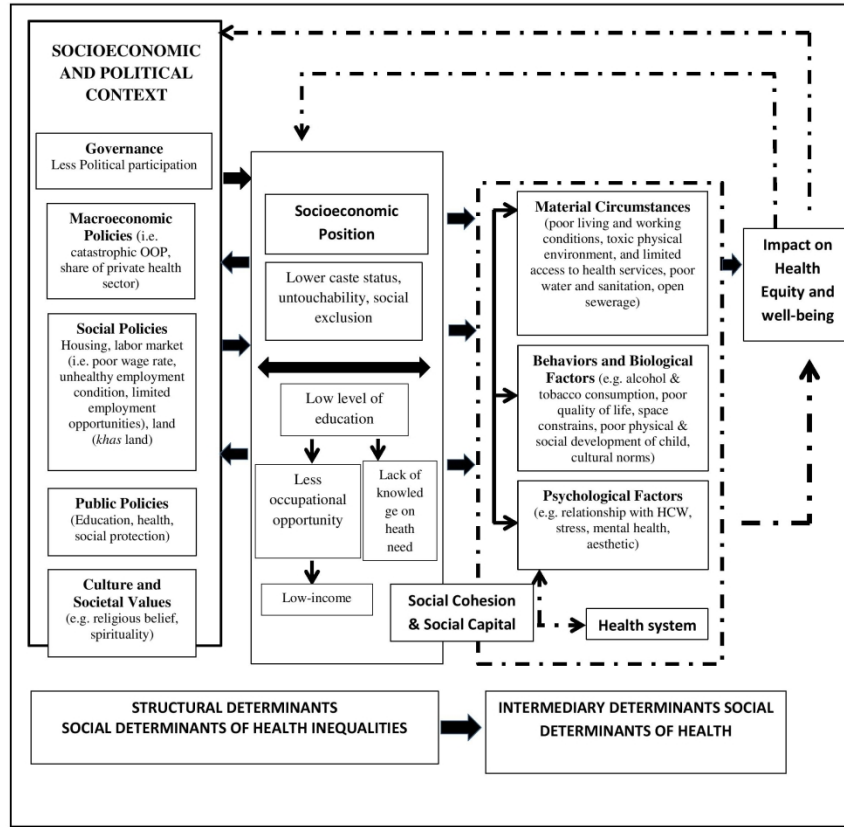 SOCIOECONOMIC
AND POLITICAL
CONTEXT
Governance
Less Political participation
Macroeconomic
Policies (i.e.
catastrophic OOP,
share of private health
sector)
Social Policies
Housing, labor market
(i.e. poor wage rate,
unhealthy employment
condition, limited
employment
opportunities), land
(khas land)
Public Policies
(Education, health,
social protection)
Culture and
Societal Values
(e.g. religious belief,
spirituality)
Socioeconomic
Position
Lower caste status,
untouchability, social
exclusion
Low level of
education
Less
occupational
opportunity
Lack of
knowled
ge on
heath
need
Low-income
Material Circumstances
(poor living and working
conditions, toxic physical
environment, and limited
access to health services, poor
water and sanitation, open
sewerage)
Behaviors and Biological
Factors (e.g. alcohol &
tobacco consumption, poor
quality of life, space
constrains, poor physical &
social development of child,
cultural norms)
Psychological Factors
(e.g. relationship with HCW,
stress, mental health,
aesthetic)
Social Cohesion
& Social Capital
Health system
Impact on
Health
Equity and
well-being
STRUCTURAL DETERMINANTS
SOCIAL DETERMINANTS OF HEALTH INEQUALITIES
INTERMEDIARY DETERMINANTS SOCIAL
DETERMINANTS OF HEALTH